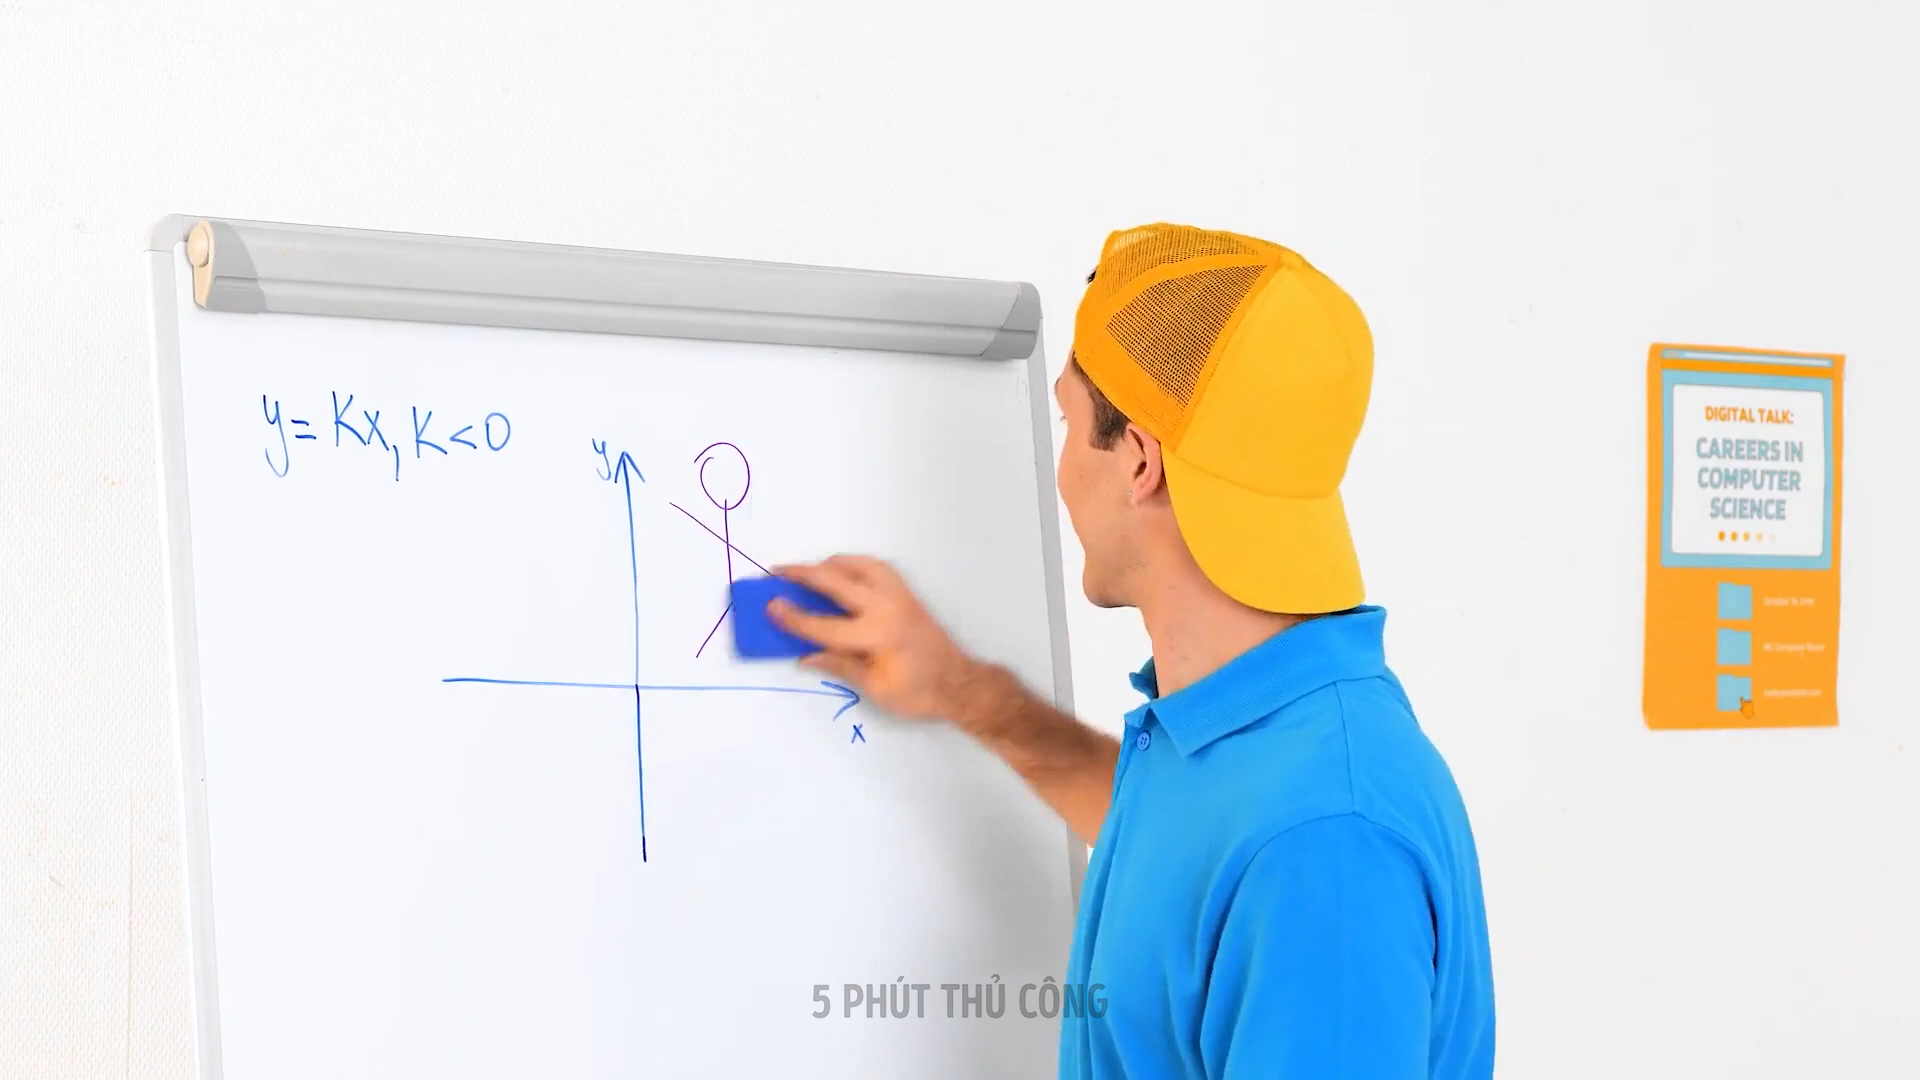 y = Kx, K < 0
y
x
DIGITAL TALK:
CAREERS IN
COMPUTER
SCIENCE
5 PHÚT THỦ CÔNG